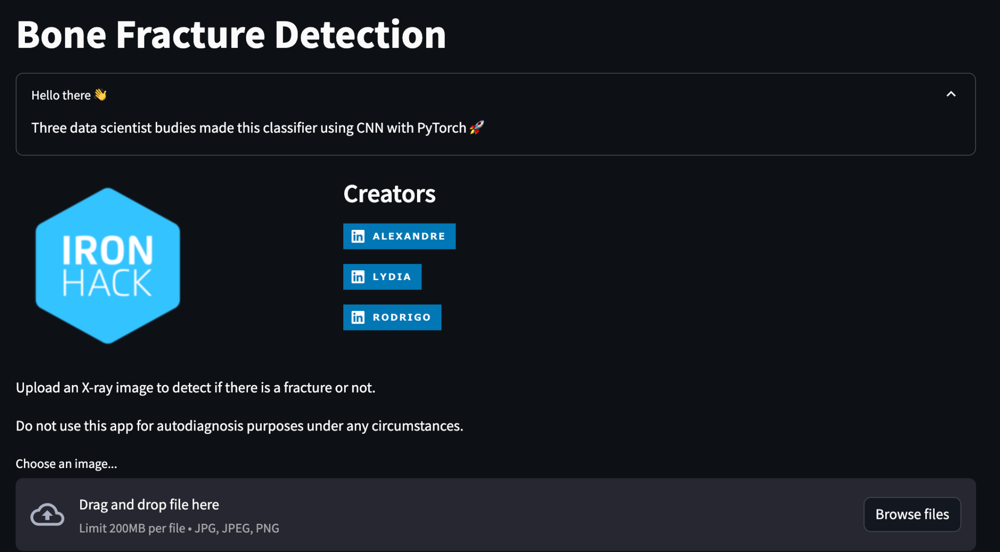 Bone Fracture Detection
Hello there 👋
Three data scientist budies made this classifier using CNN with PyTorch 🚀
IRON
HACK
Creators
in ALEXANDRE
in LYDIA
in RODRIGO
Upload an X-ray image to detect if there is a fracture or not.
Do not use this app for autodiagnosis purposes under any circumstances.
Choose an image...
Drag and drop file here
Limit 200MB per file • JPG, JPEG, PNG
Browse files